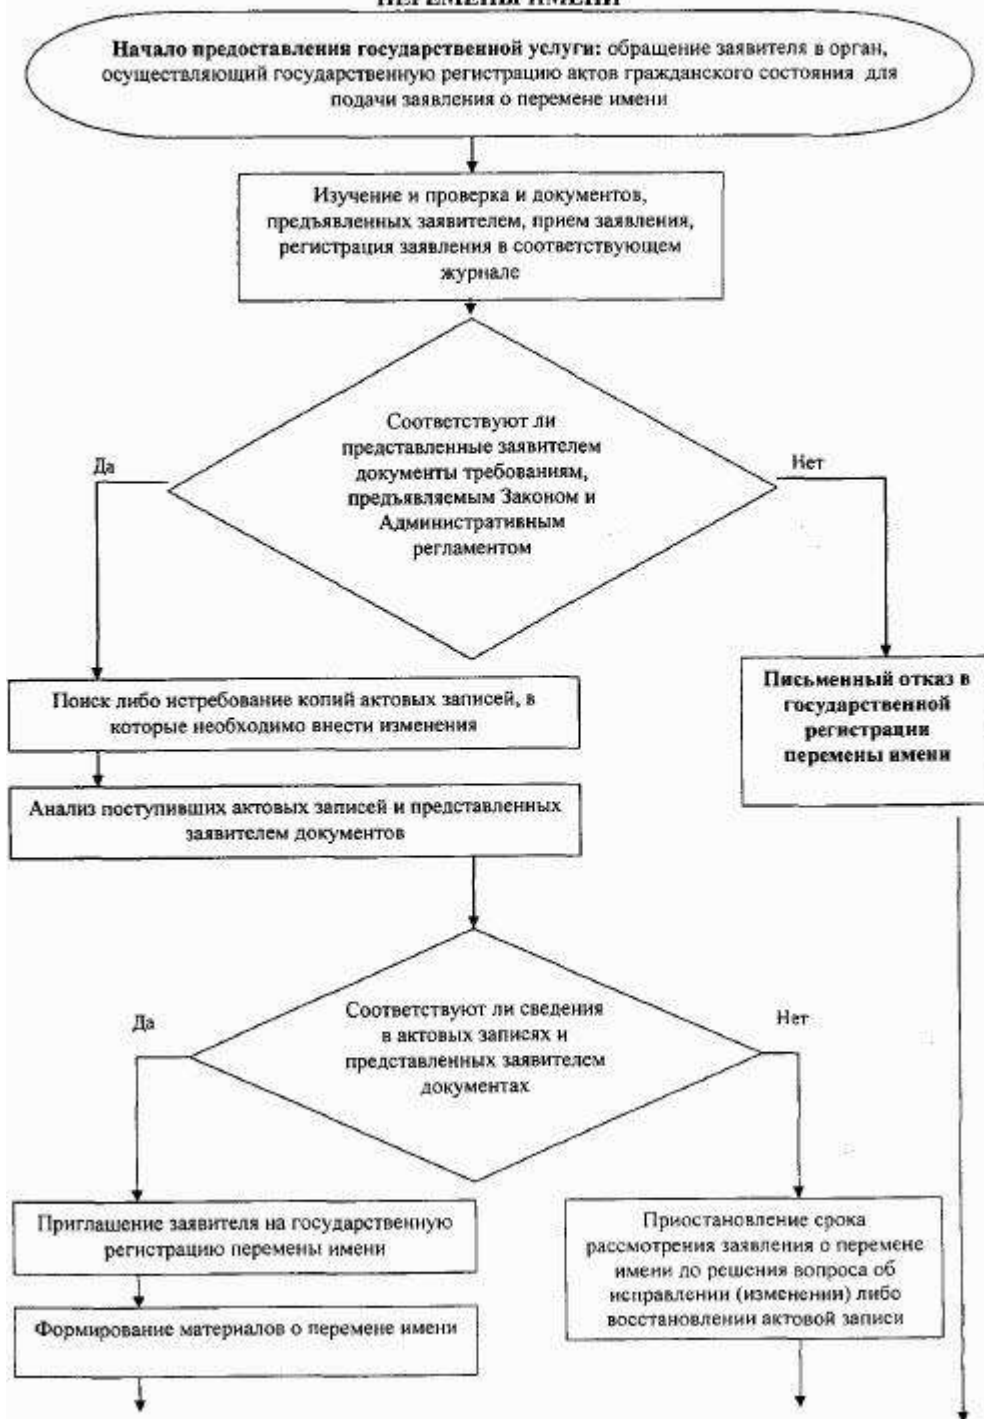 ПЕРЕМЕНЫ ИМЕНИ
Начало предоставления государственной услуги: обращение заявителя в орган,
осуществляющий государственную регистрацию актов гражданского состояния для
подачи заявления о перемене имени
Изучение и проверка и документов,
предъявленных заявителем, прием заявления,
регистрация заявления в соответствующем
журнале
Соответствуют ли
представленные заявителем
документы требованиям,
предъявляемым Законом и
Административным
регламентом
Да
Нет
Поиск либо истребование копий актовых записей, в
которые необходимо внести изменения
Письменный отказ в
государственной
регистрации
перемены имени
Анализ поступивших актовых записей и представленных
заявителем документов
Соответствуют ли сведения
в актовых записях и
представленных заявителем
документах
Да
Нет
Приглашение заявителя на государственную
регистрацию перемены имени
Приостановление срока
рассмотрения заявления о перемене
имени до решения вопроса об
исправлении (изменении) либо
восстановлении актовой записи
Формирование материалов о перемене имени